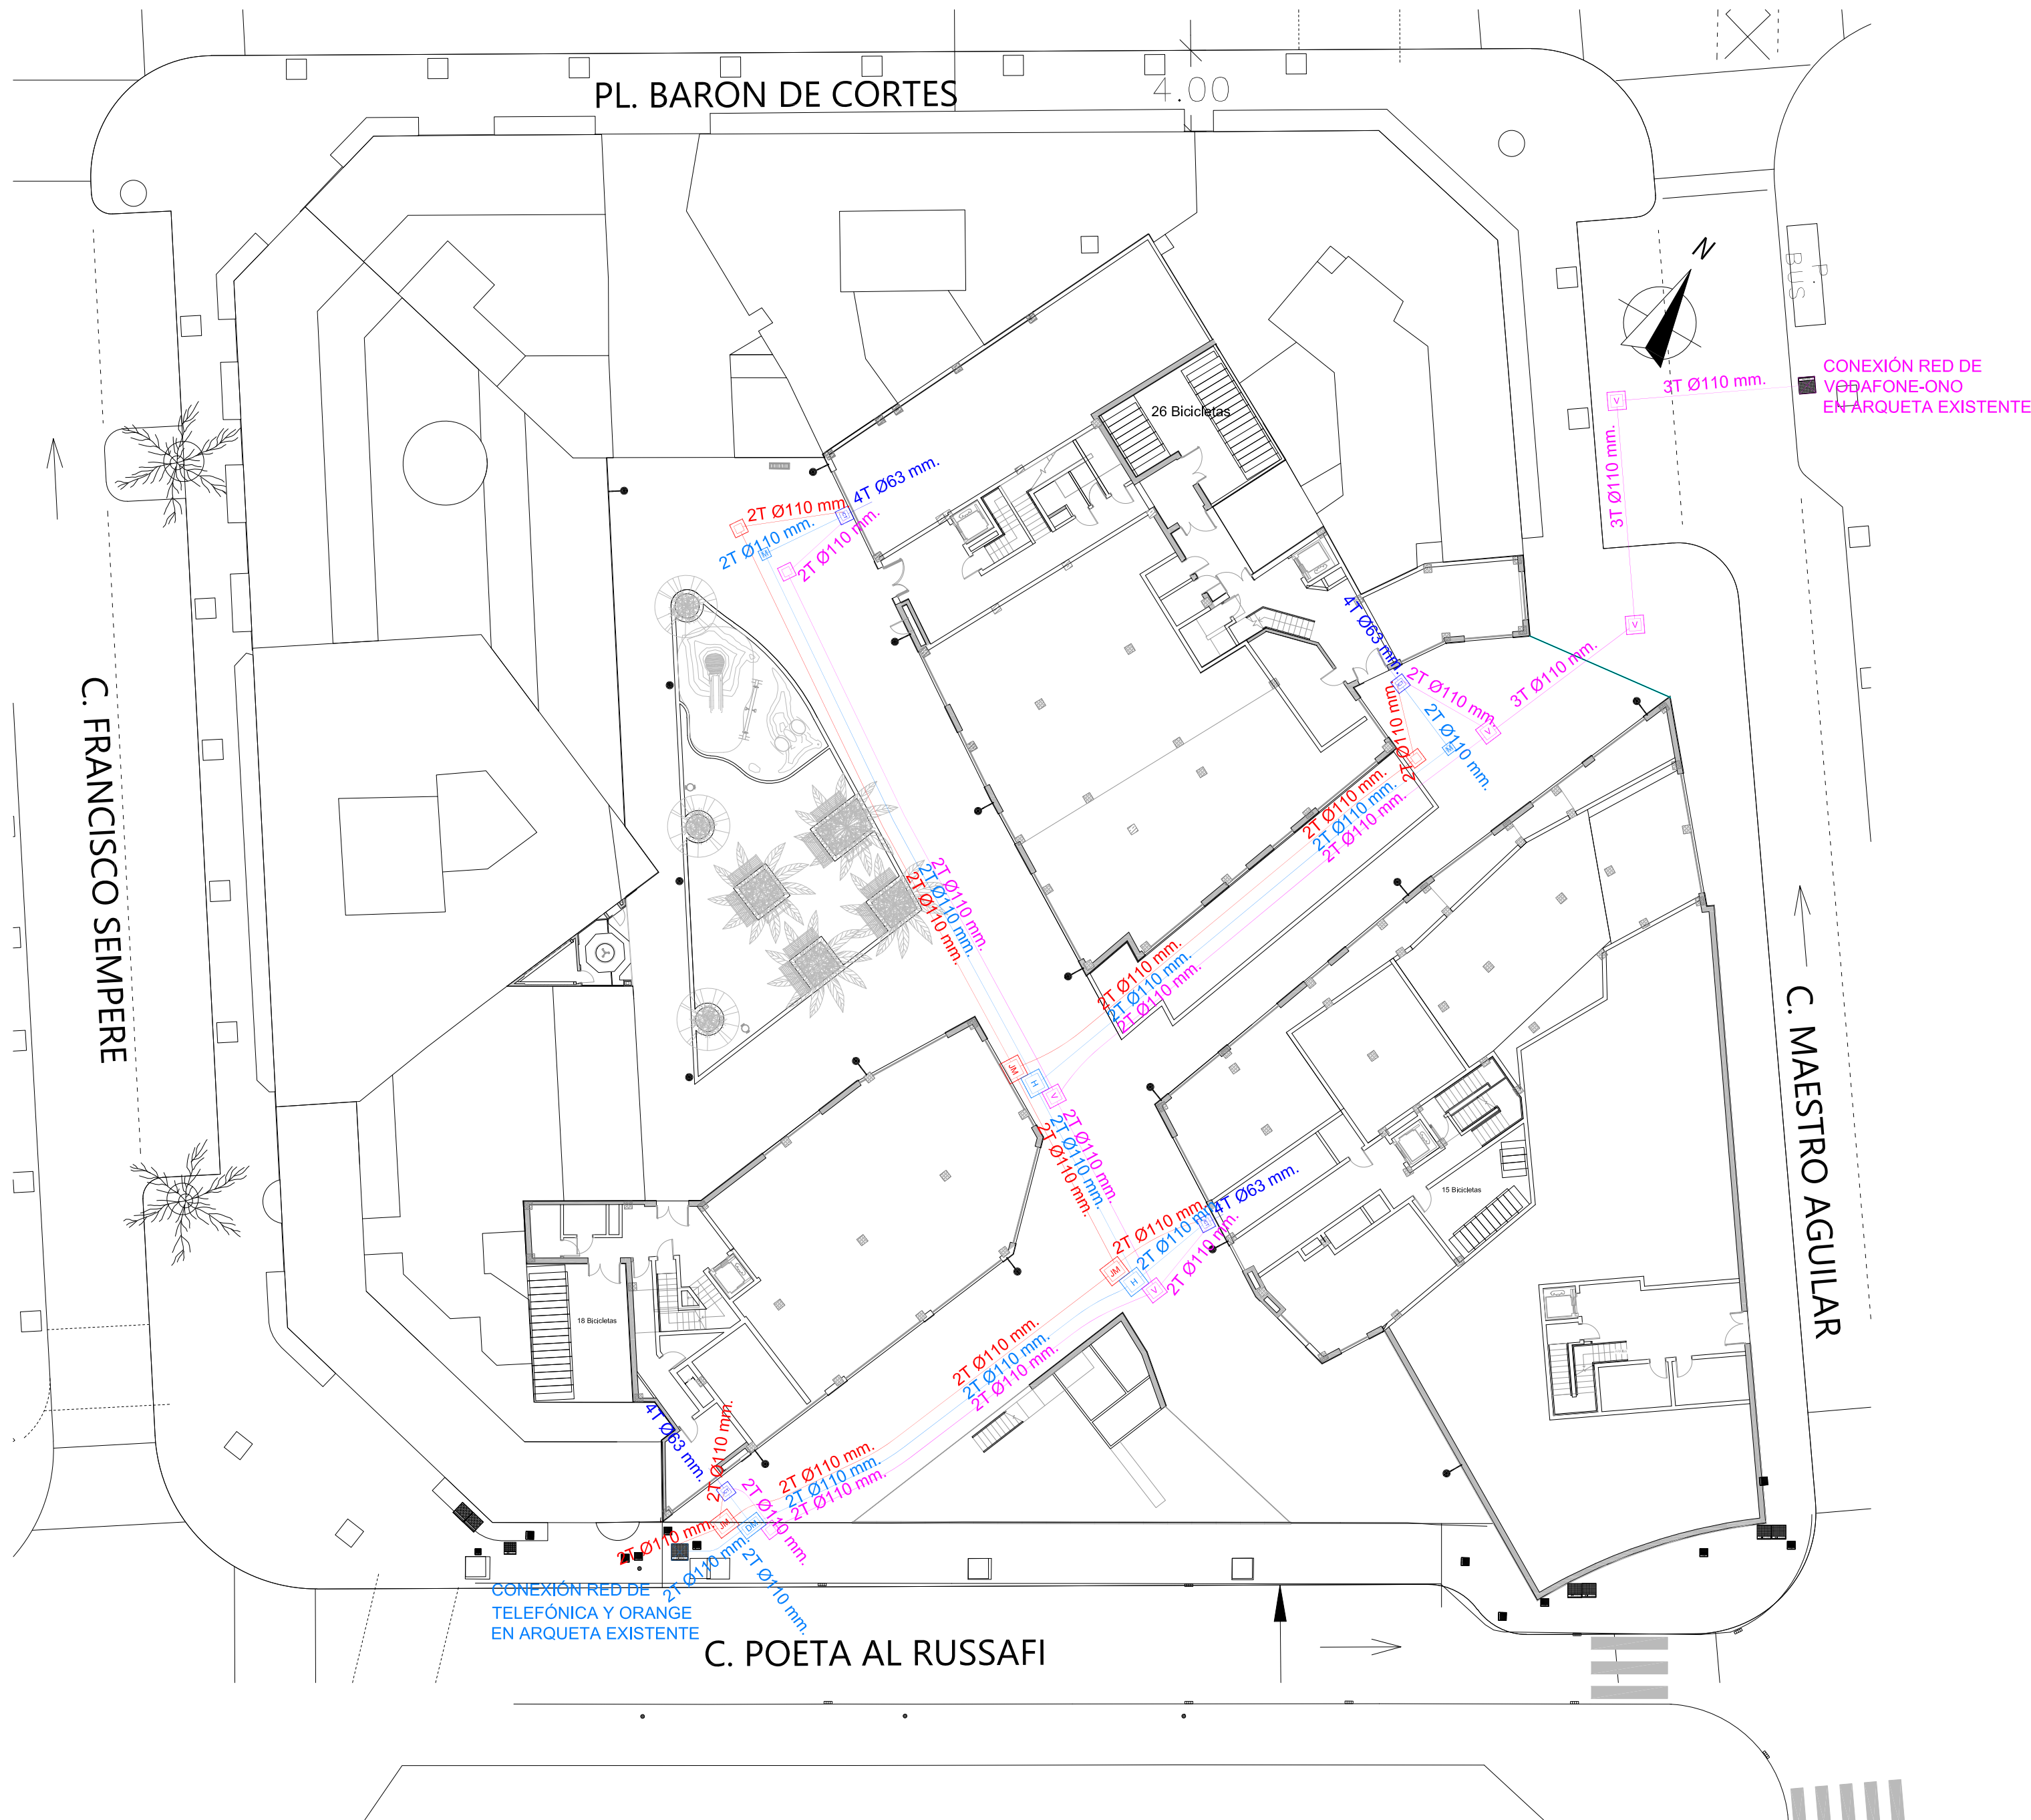 PL. BARON DE CORTES
4.00
N
P.
BUS
CONEXIÓN RED DE
VODAFONE-ONO
EN ARQUETA EXISTENTE
3T Ø110 mm.
V
3T Ø110 mm.
V
3T Ø110 mm.
26 Bicicletas
4T Ø63 mm.
2T Ø110 mm.
2T Ø110 mm.
M
2T Ø110 mm.
4T Ø63 mm.
2T Ø110 mm.
V
2T Ø110 mm.
M
2T Ø110 mm
2T Ø110 mm.
2T Ø110 mm.
2T Ø110 mm.
C. FRANCISCO SEMPERE
2T Ø110 mm.
2T Ø110 mm.
2T Ø110 mm.
2T Ø110 mm.
2T Ø110 mm.
2T Ø110 mm.
JM
H
V
2T Ø110 mm.
2T Ø110 mm.
2T Ø110 mm.
C. MAESTRO AGUILAR
4T Ø63 mm.
15 Bicicletas
2T Ø110 mm.
2T Ø110 mm.
2T Ø110 mm.
JM
H
V
18 Bicicletas
2T Ø110 mm.
2T Ø110 mm.
2T Ø110 mm.
4T Ø63 mm.
2T Ø110 mm.
2T Ø110 mm.
2T Ø110 mm.
2T Ø110 mm.
2T Ø110 mm.
JM
DM
2T Ø110 mm.
2T Ø110 mm.
2T Ø110 mm.
CONEXIÓN RED DE
TELEFÓNICA Y ORANGE
EN ARQUETA EXISTENTE
C. POETA AL RUSSAFI